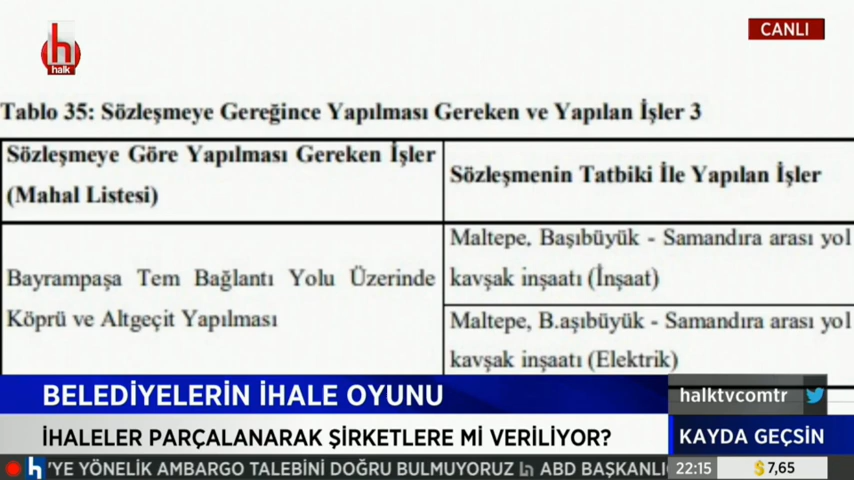 halk
CANLI
Tablo 35: Sözleşmeye Gereğince Yapılması Gereken ve Yapılan İşler 3
Sözleşmeye Göre Yapılması Gereken İşler
(Mahal Listesi)
Sözleşmenin Tatbiki İle Yapılan İşler
Bayrampaşa Tem Bağlantı Yolu Üzerinde
Köprü ve Altgeçit Yapılması
Maltepe, Başıbüyük - Samandıra arası yol
kavşak inşaatı (İnşaat)
Maltepe, B.aşıbüyük - Samandıra arası yol
kavşak inşaatı (Elektrik)
BELEDİYELERİN İHALE OYUNU
halktvcomtr
İHALELER PARÇALANARAK ŞİRKETLERE Mİ VERİLİYOR?
KAYDA GEÇSİN
'YE YÖNELİK AMBARGO TALEBİNİ DOĞRU BULMUYORUZ h ABD BAŞKANLI
22:15
$ 7,65